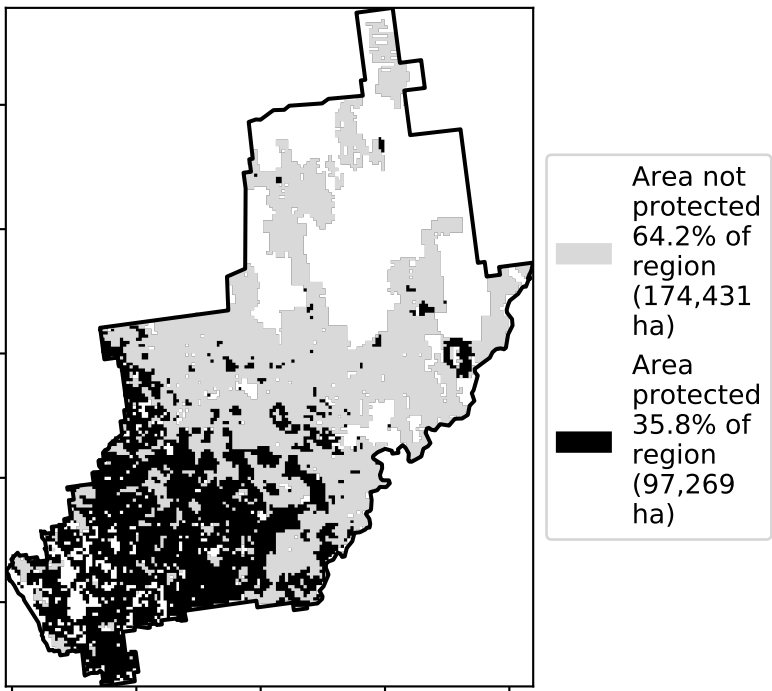 Area not
protected
64.2% of
region
(174,431
ha)
Area
protected
35.8% of
region
(97,269
ha)